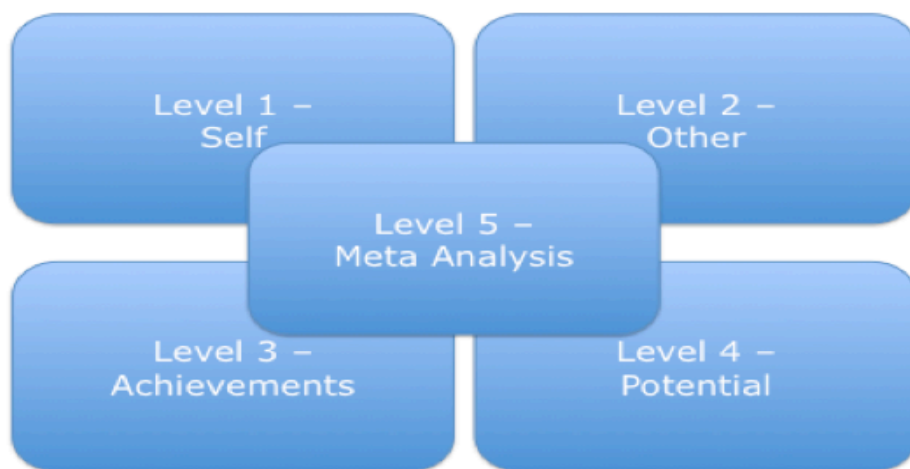 Level 1 –
Self
Level 2 –
Other
Level 5 –
Meta Analysis
Level 3 –
Achievements
Level 4 –
Potential